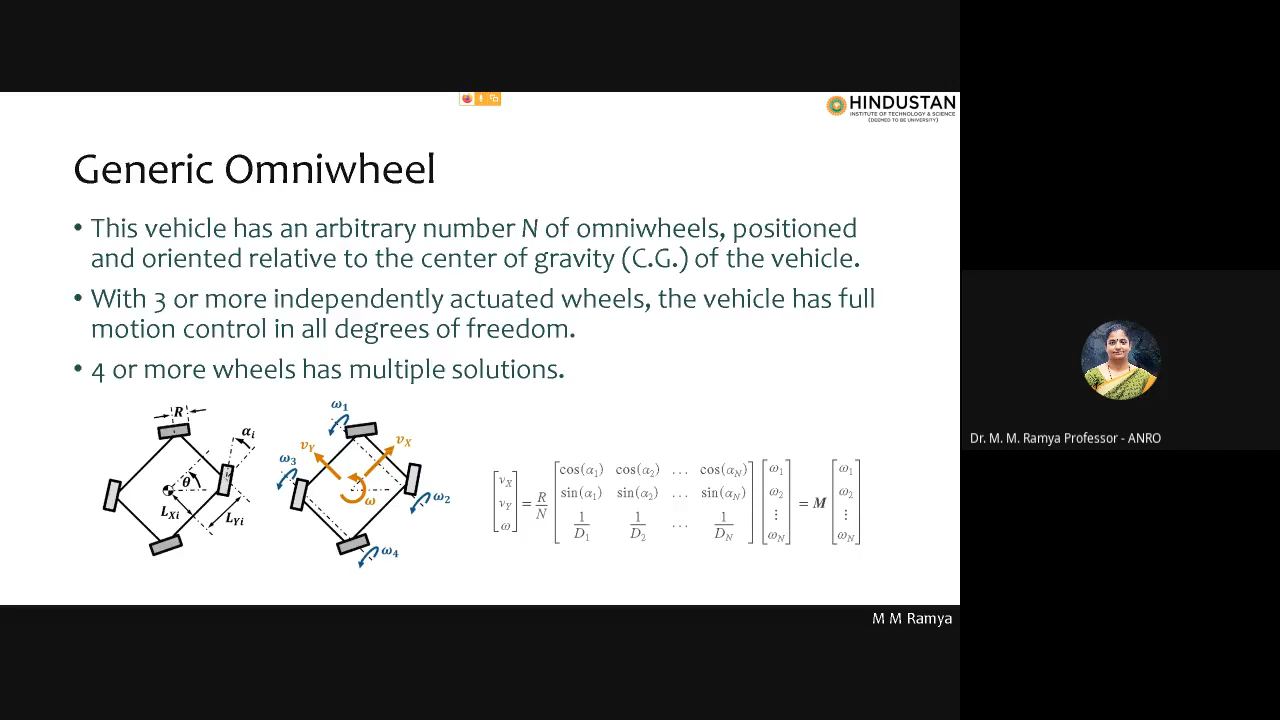 HINDUSTAN
INSTITUTE OF TECHNOLOGY & SCIENCE
(DEEMED TO BE UNIVERSITY)
Generic Omniwheel
• This vehicle has an arbitrary number N of omniwheels, positioned
and oriented relative to the center of gravity (C.G.) of the vehicle.
• With 3 or more independently actuated wheels, the vehicle has full
motion control in all degrees of freedom.
• 4 or more wheels has multiple solutions.
R
αi
θ
LXi
LYi
ω1
vY
vX
ω3
ω
ω2
ω4
[vX vY ω] = R/N [cos(α1) cos(α2) ... cos(αN)
sin(α1) sin(α2) ... sin(αN)
1/D1 1/D2 ... 1/DN] [ω1 ω2 ⋮ ωN] = M [ω1 ω2 ⋮ ωN]
Dr. M. M. Ramya Professor - ANRO
M M Ramya